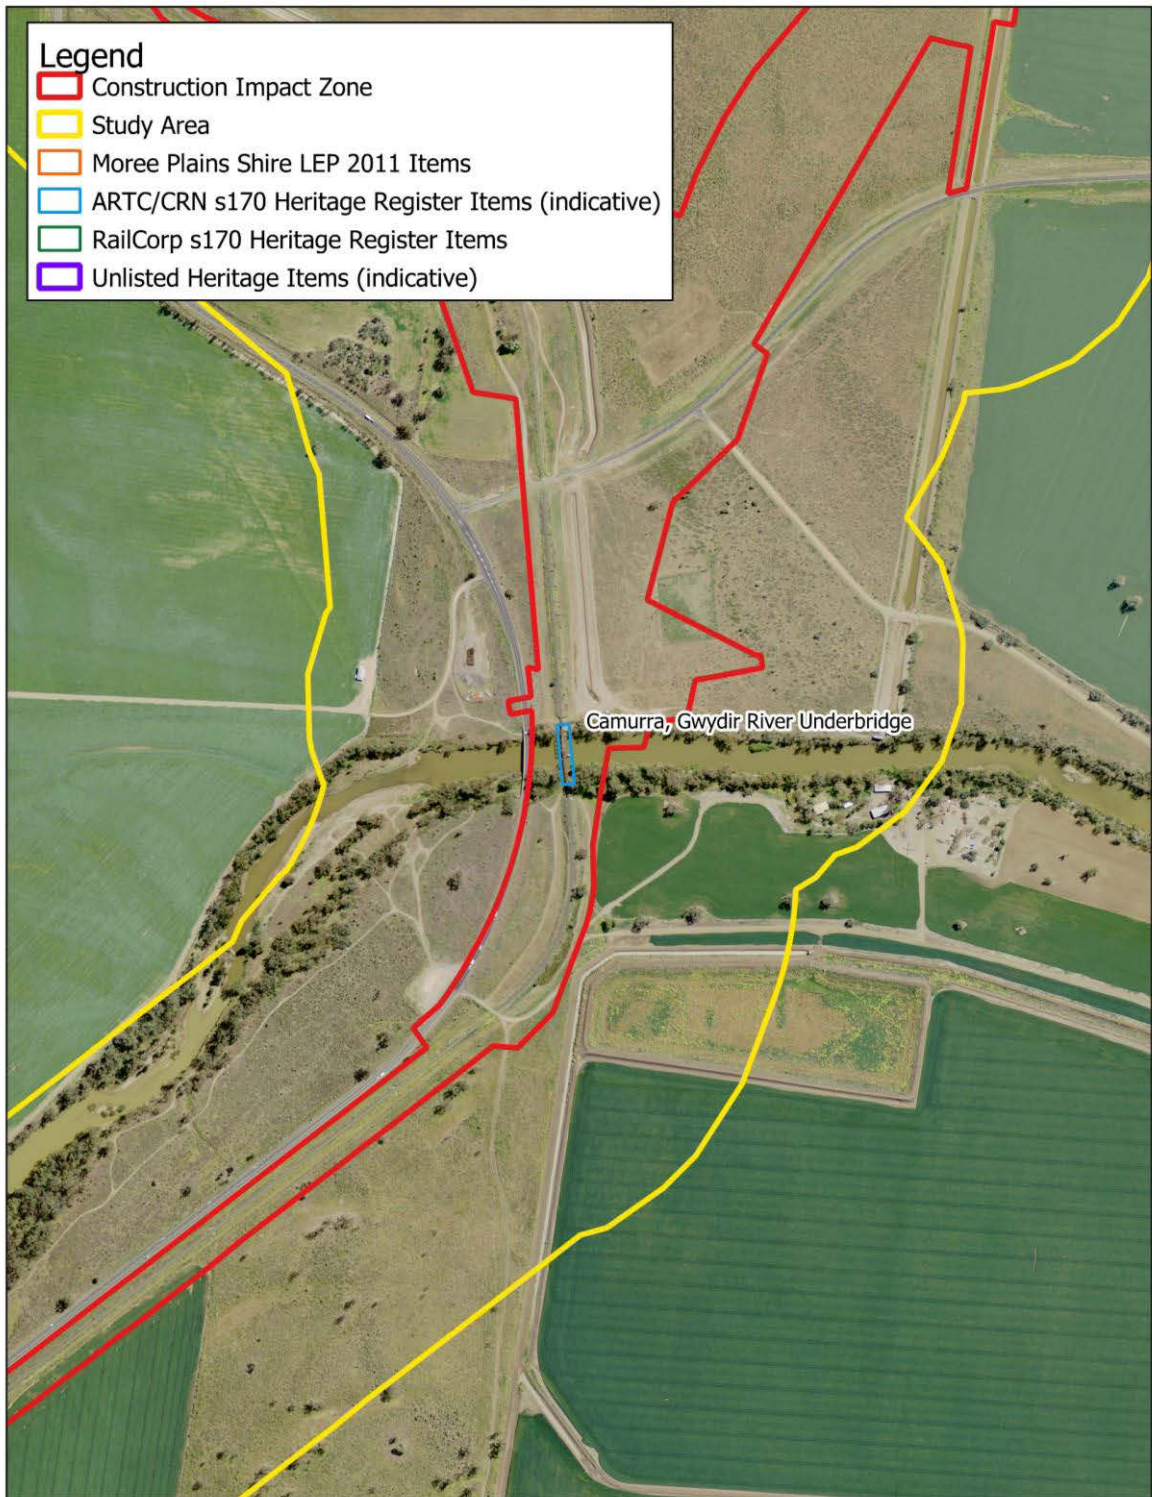 Legend
Construction Impact Zone
Study Area
Moree Plains Shire LEP 2011 Items
ARTC/CRN s170 Heritage Register Items (indicative)
RailCorp s170 Heritage Register Items
Unlisted Heritage Items (indicative)
Camurra, Gwydir River Underbridge